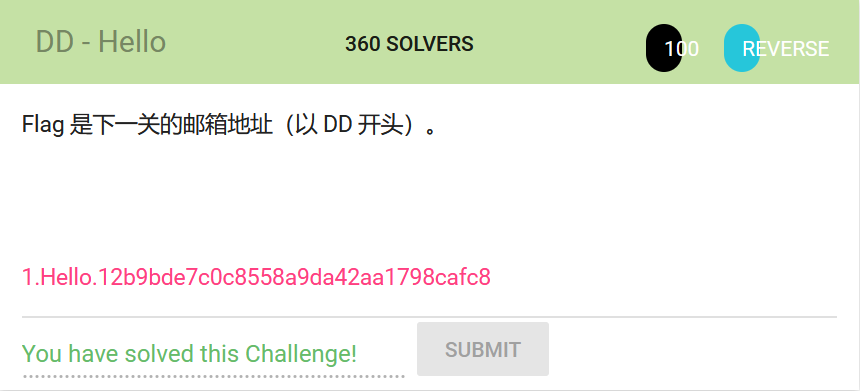 DD - Hello
360 SOLVERS
100
REVERSE
Flag 是下一关的邮箱地址（以 DD 开头）。
1.Hello.12b9bde7c0c8558a9da42aa1798cafc8
You have solved this Challenge!
SUBMIT